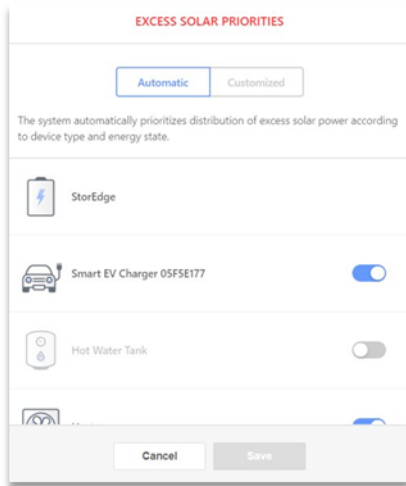 EXCESS SOLAR PRIORITIES
Automatic
Customized
The system automatically prioritizes distribution of excess solar power according
to device type and energy state.
StorEdge
Smart EV Charger 05F5E177
Hot Water Tank
Cancel
Save